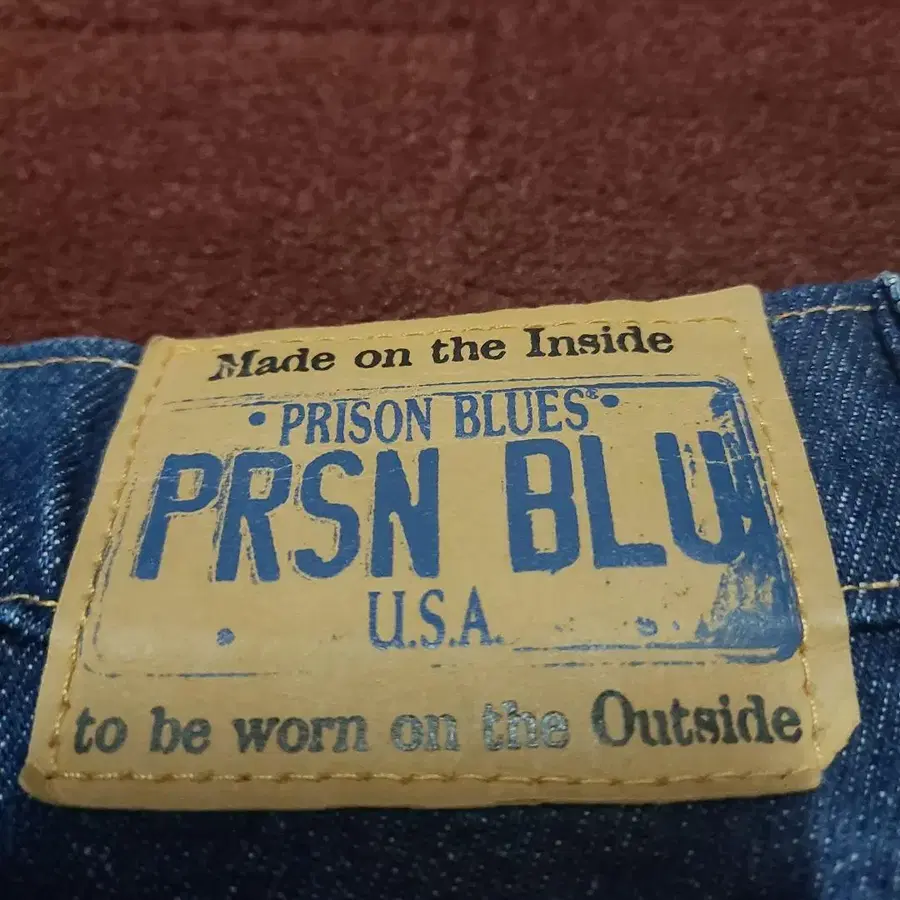 Made on the Inside
• PRISON BLUES® •
PRSN BLU
U.S.A.
to be worn on the Outside